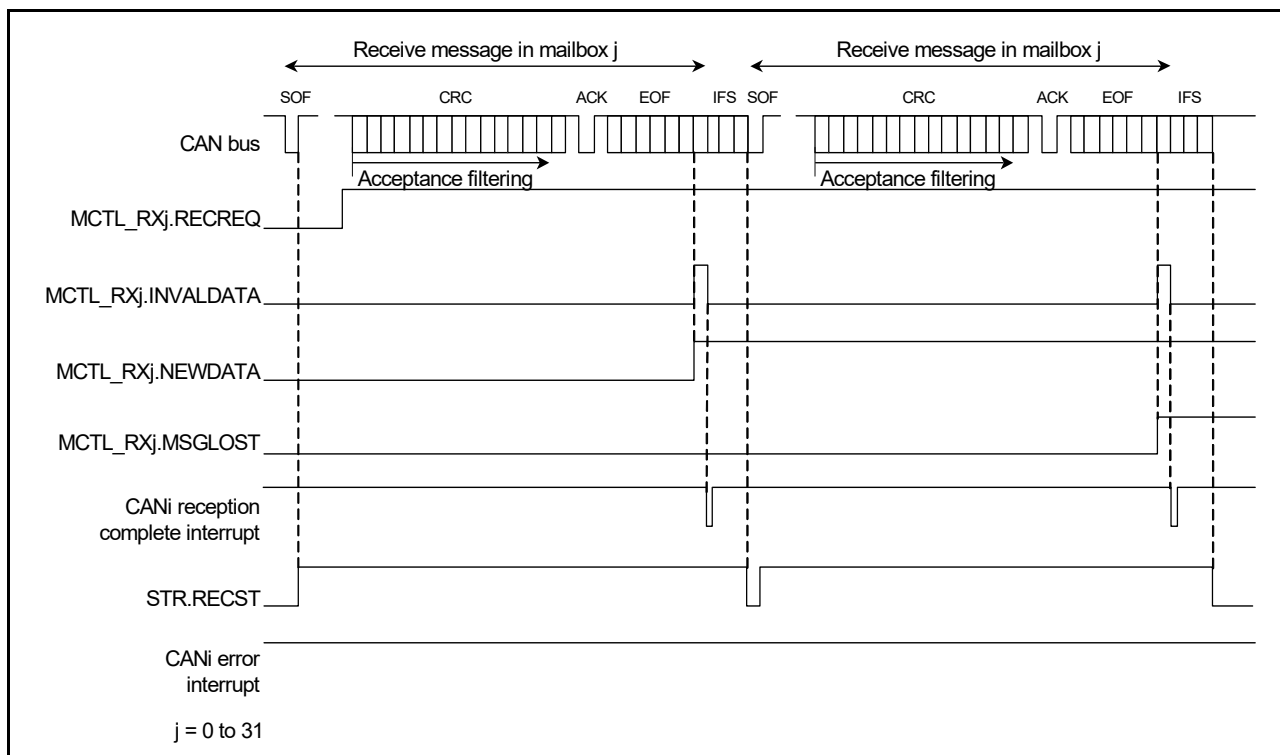 Receive message in mailbox j Receive message in mailbox j
SOF CRC ACK EOF IFS SOF CRC ACK EOF IFS
CAN bus
Acceptance filtering Acceptance filtering
MCTL_RXj.RECREQ
MCTL_RXj.INVALDATA
MCTL_RXj.NEWDATA
MCTL_RXj.MSGLOST
CANi reception
complete interrupt
STR.RECST
CANi error
interrupt
j = 0 to 31